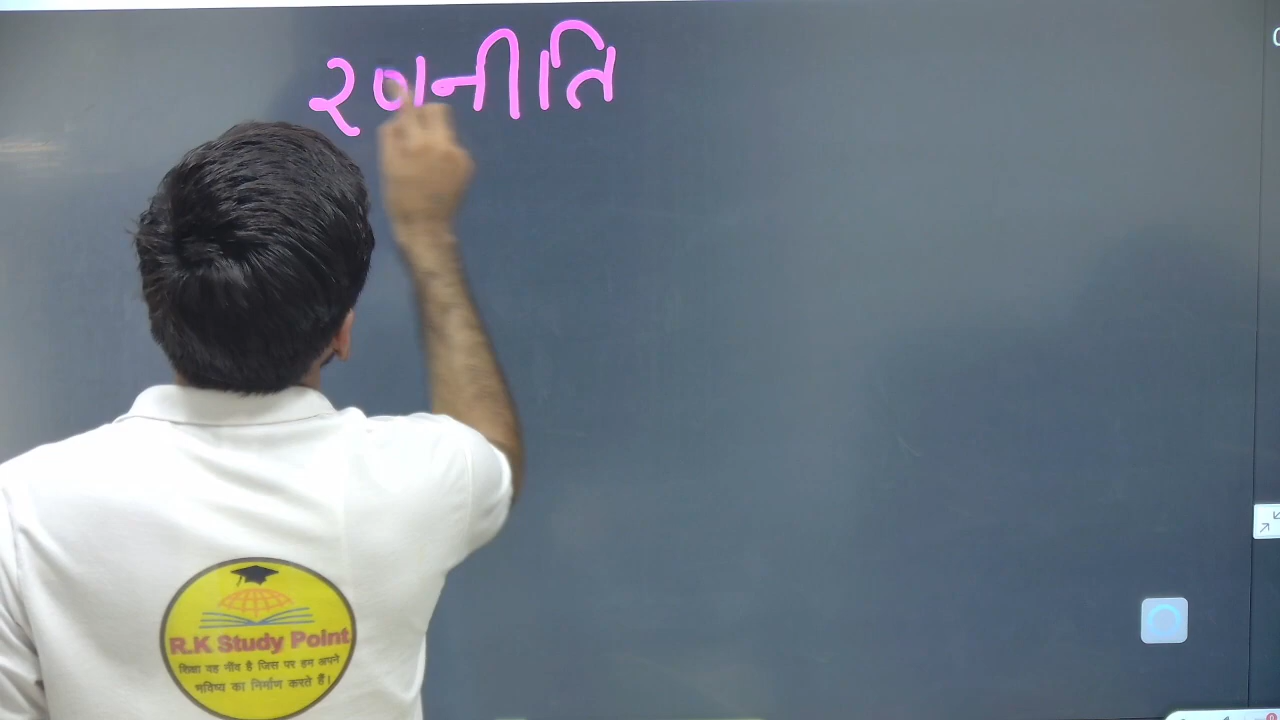 रणनीति
R.K Study Point
शिक्षा वह नींव है जिस पर हम अपने
भविष्य का निर्माण करते हैं।